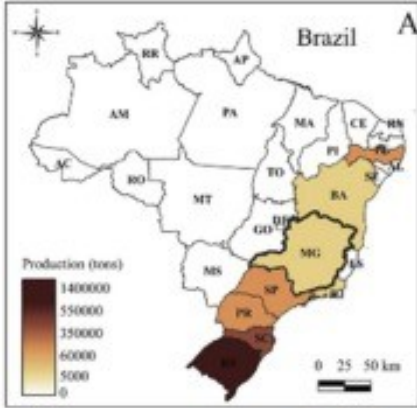 Brazil
A
RR
AP
AM
PA
MA
CE
RN
PI
AC
TO
RO
SE
BA
MT
DF
GO
MG
ES
MS
SP
RJ
PR
SC
RS
Production (tons)
1400000
550000
350000
60000
5000
0
0 25 50 km